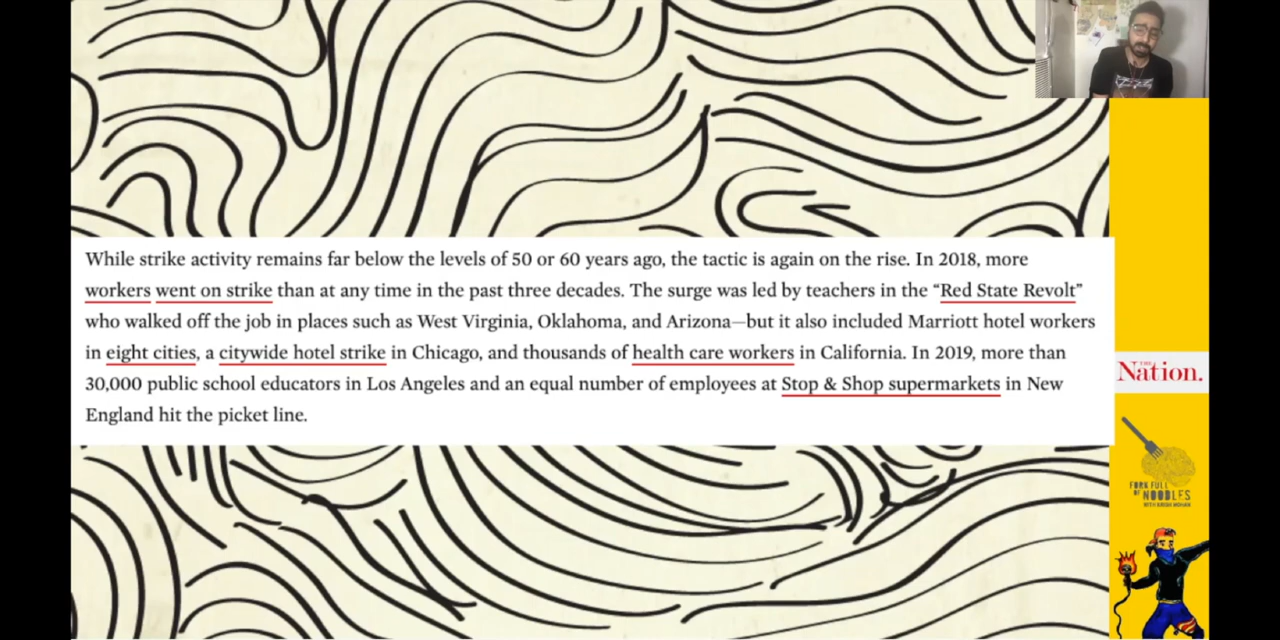 While strike activity remains far below the levels of 50 or 60 years ago, the tactic is again on the rise. In 2018, more
workers went on strike than at any time in the past three decades. The surge was led by teachers in the “Red State Revolt”
who walked off the job in places such as West Virginia, Oklahoma, and Arizona—but it also included Marriott hotel workers
in eight cities, a citywide hotel strike in Chicago, and thousands of health care workers in California. In 2019, more than
30,000 public school educators in Los Angeles and an equal number of employees at Stop & Shop supermarkets in New
England hit the picket line.
THE
Nation.
FORK FULL
OF NOODLES